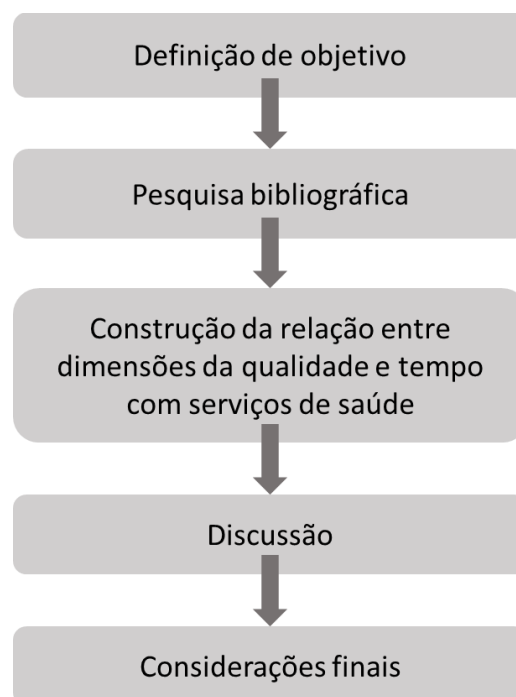 Definição de objetivo
Pesquisa bibliográfica
Construção da relação entre
dimensões da qualidade e tempo
com serviços de saúde
Discussão
Considerações finais